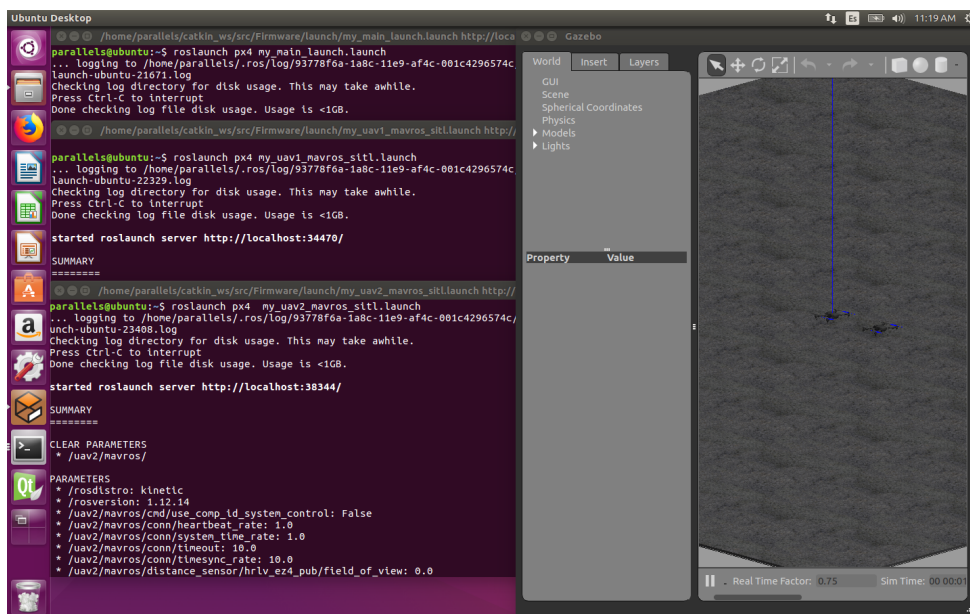 Ubuntu Desktop
Es
11:19 AM
/home/parallels/catkin_ws/src/Firmware/launch/my_main_launch.launch http://loca
parallels@ubuntu:~$ roslaunch px4 my_main_launch.launch
... logging to /home/parallels/.ros/log/93778f6a-1a8c-11e9-af4c-001c4296574c/
launch-ubuntu-21671.log
Checking log directory for disk usage. This may take awhile.
Press Ctrl-C to interrupt
Done checking log file disk usage. Usage is <1GB.
/home/parallels/catkin_ws/src/Firmware/launch/my_uav1_mavros_sitl.launch http://
parallels@ubuntu:~$ roslaunch px4 my_uav1_mavros_sitl.launch
... logging to /home/parallels/.ros/log/93778f6a-1a8c-11e9-af4c-001c4296574c/
launch-ubuntu-22329.log
Checking log directory for disk usage. This may take awhile.
Press Ctrl-C to interrupt
Done checking log file disk usage. Usage is <1GB.
started roslaunch server http://localhost:34470/
SUMMARY
========
/home/parallels/catkin_ws/src/Firmware/launch/my_uav2_mavros_sitl.launch http://
parallels@ubuntu:~$ roslaunch px4  my_uav2_mavros_sitl.launch
... logging to /home/parallels/.ros/log/93778f6a-1a8c-11e9-af4c-001c4296574c/
unch-ubuntu-23408.log
Checking log directory for disk usage. This may take awhile.
Press Ctrl-C to interrupt
Done checking log file disk usage. Usage is <1GB.
started roslaunch server http://localhost:38344/
SUMMARY
========
CLEAR PARAMETERS
* /uav2/mavros/
PARAMETERS
* /rosdistro: kinetic
* /rosversion: 1.12.14
* /uav2/mavros/cmd/use_comp_id_system_control: False
* /uav2/mavros/conn/heartbeat_rate: 1.0
* /uav2/mavros/conn/system_time_rate: 1.0
* /uav2/mavros/conn/timeout: 10.0
* /uav2/mavros/conn/timesync_rate: 10.0
* /uav2/mavros/distance_sensor/hrlv_ez4_pub/field_of_view: 0.0
Gazebo
World Insert Layers
GUI
Scene
Spherical Coordinates
Physics
Models
Lights
Property Value
Real Time Factor: 0.75 Sim Time: 00 00:01